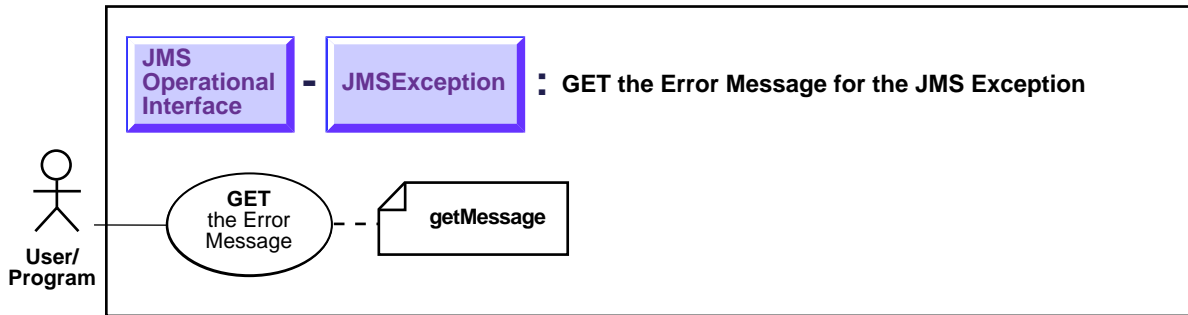 JMS
Operational
Interface
-
JMSException
: GET the Error Message for the JMS Exception
GET
the Error
Message
getMessage
User/
Program